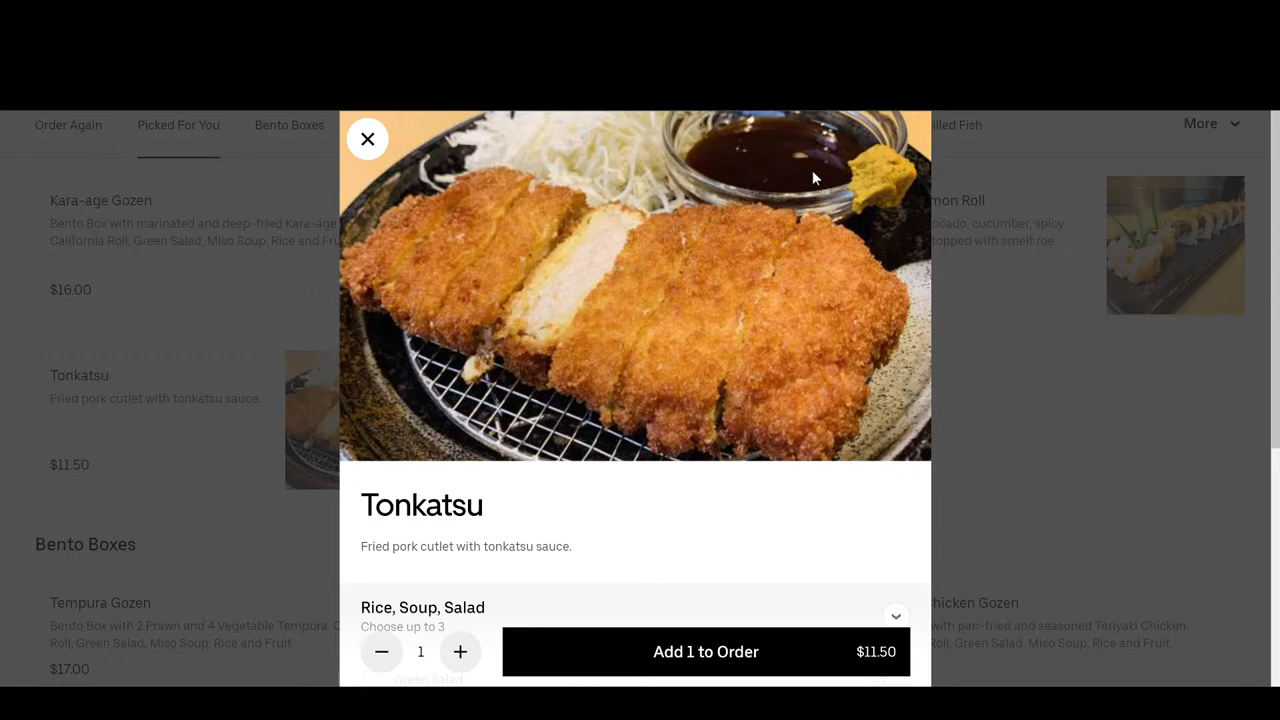 Order Again
Picked For You
Bento Boxes
illed Fish
More
Kara-age Gozen
Bento Box with marinated and deep-fried Kara-age
California Roll, Green Salad, Miso Soup, Rice and Fru
$16.00
mon Roll
ocado, cucumber, spicy
topped with smelt roe
Tonkatsu
Fried pork cutlet with tonkatsu sauce.
$11.50
Bento Boxes
Tempura Gozen
Bento Box with 2 Prawn and 4 Vegetable Tempura. C
Roll, Green Salad, Miso Soup, Rice and Fruit.
$17.00
Chicken Gozen
with pan-fried and seasoned Teriyaki Chicken.
Roll, Green Salad, Miso Soup, Rice and Fruit.
Tonkatsu
Fried pork cutlet with tonkatsu sauce.
Rice, Soup, Salad
Choose up to 3
1
Add 1 to Order
$11.50
Green Salad